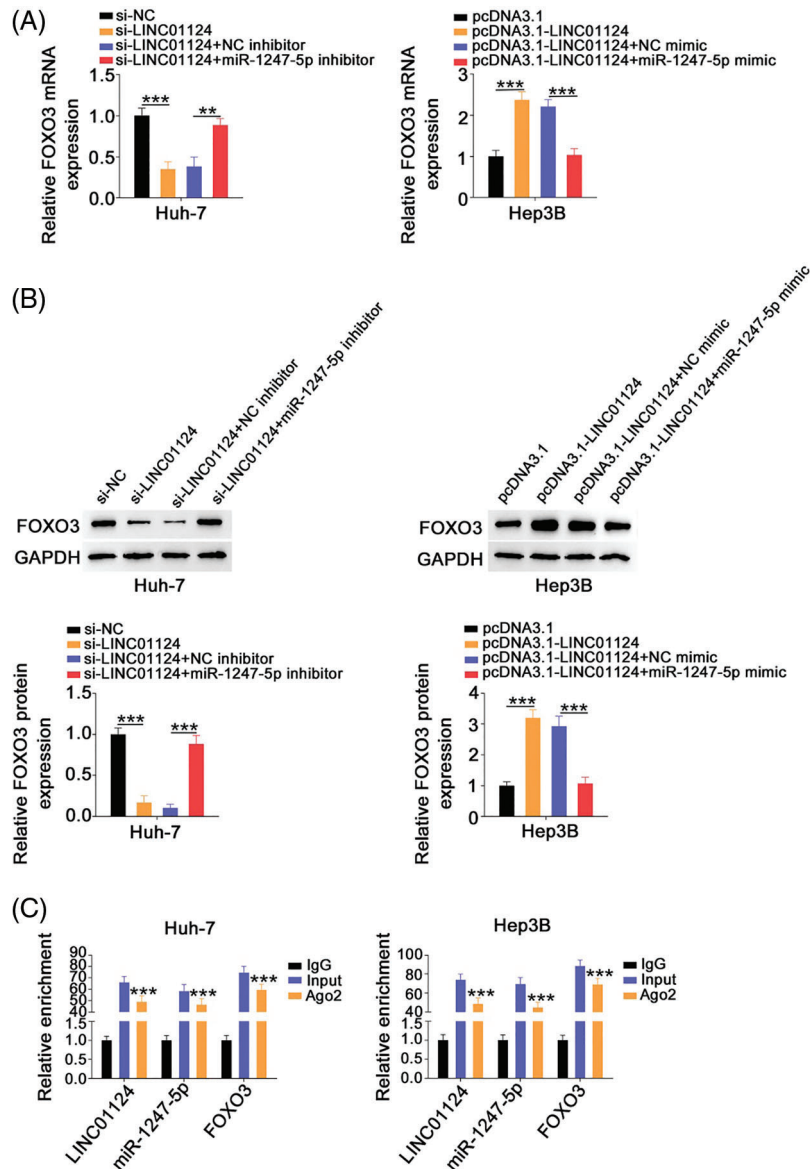 (A)
si-NC
si-LINC01124
si-LINC01124+NC inhibitor
si-LINC01124+miR-1247-5p inhibitor
Relative FOXO3 mRNA
expression
1.5
1.0
0.5
0.0
***
**
Huh-7
pcDNA3.1
pcDNA3.1-LINC01124
pcDNA3.1-LINC01124+NC mimic
pcDNA3.1-LINC01124+miR-1247-5p mimic
Relative FOXO3 mRNA
expression
3
2
1
0
***
***
Hep3B
(B)
si-NC
si-LINC01124
si-LINC01124+NC inhibitor
si-LINC01124+miR-1247-5p inhibitor
FOXO3
GAPDH
Huh-7
pcDNA3.1
pcDNA3.1-LINC01124
pcDNA3.1-LINC01124+NC mimic
pcDNA3.1-LINC01124+miR-1247-5p mimic
FOXO3
GAPDH
Hep3B
si-NC
si-LINC01124
si-LINC01124+NC inhibitor
si-LINC01124+miR-1247-5p inhibitor
Relative FOXO3 protein
expression
1.5
1.0
0.5
0.0
***
***
Huh-7
pcDNA3.1
pcDNA3.1-LINC01124
pcDNA3.1-LINC01124+NC mimic
pcDNA3.1-LINC01124+miR-1247-5p mimic
Relative FOXO3 protein
expression
4
3
2
1
0
***
***
Hep3B
(C)
Huh-7
Relative enrichment
90
80
70
60
50
40
1.5
1.0
0.5
0.0
***
***
***
IgG
Input
Ago2
LINC01124
miR-1247-5p
FOXO3
Hep3B
Relative enrichment
100
80
60
40
1.5
1.0
0.5
0.0
***
***
***
IgG
Input
Ago2
LINC01124
miR-1247-5p
FOXO3